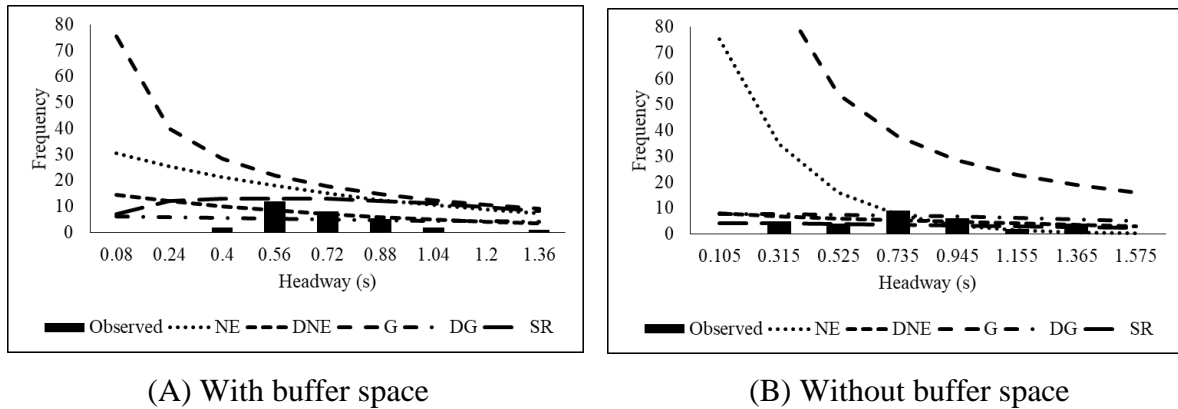 80
70
60
50
40
30
20
10
0
Frequency
0.08 0.24 0.4 0.56 0.72 0.88 1.04 1.2 1.36
Headway (s)
Observed NE DNE G DG SR
(A) With buffer space
80
70
60
50
40
30
20
10
0
Frequency
0.105 0.315 0.525 0.735 0.945 1.155 1.365 1.575
Headway (s)
Observed NE DNE G DG SR
(B) Without buffer space